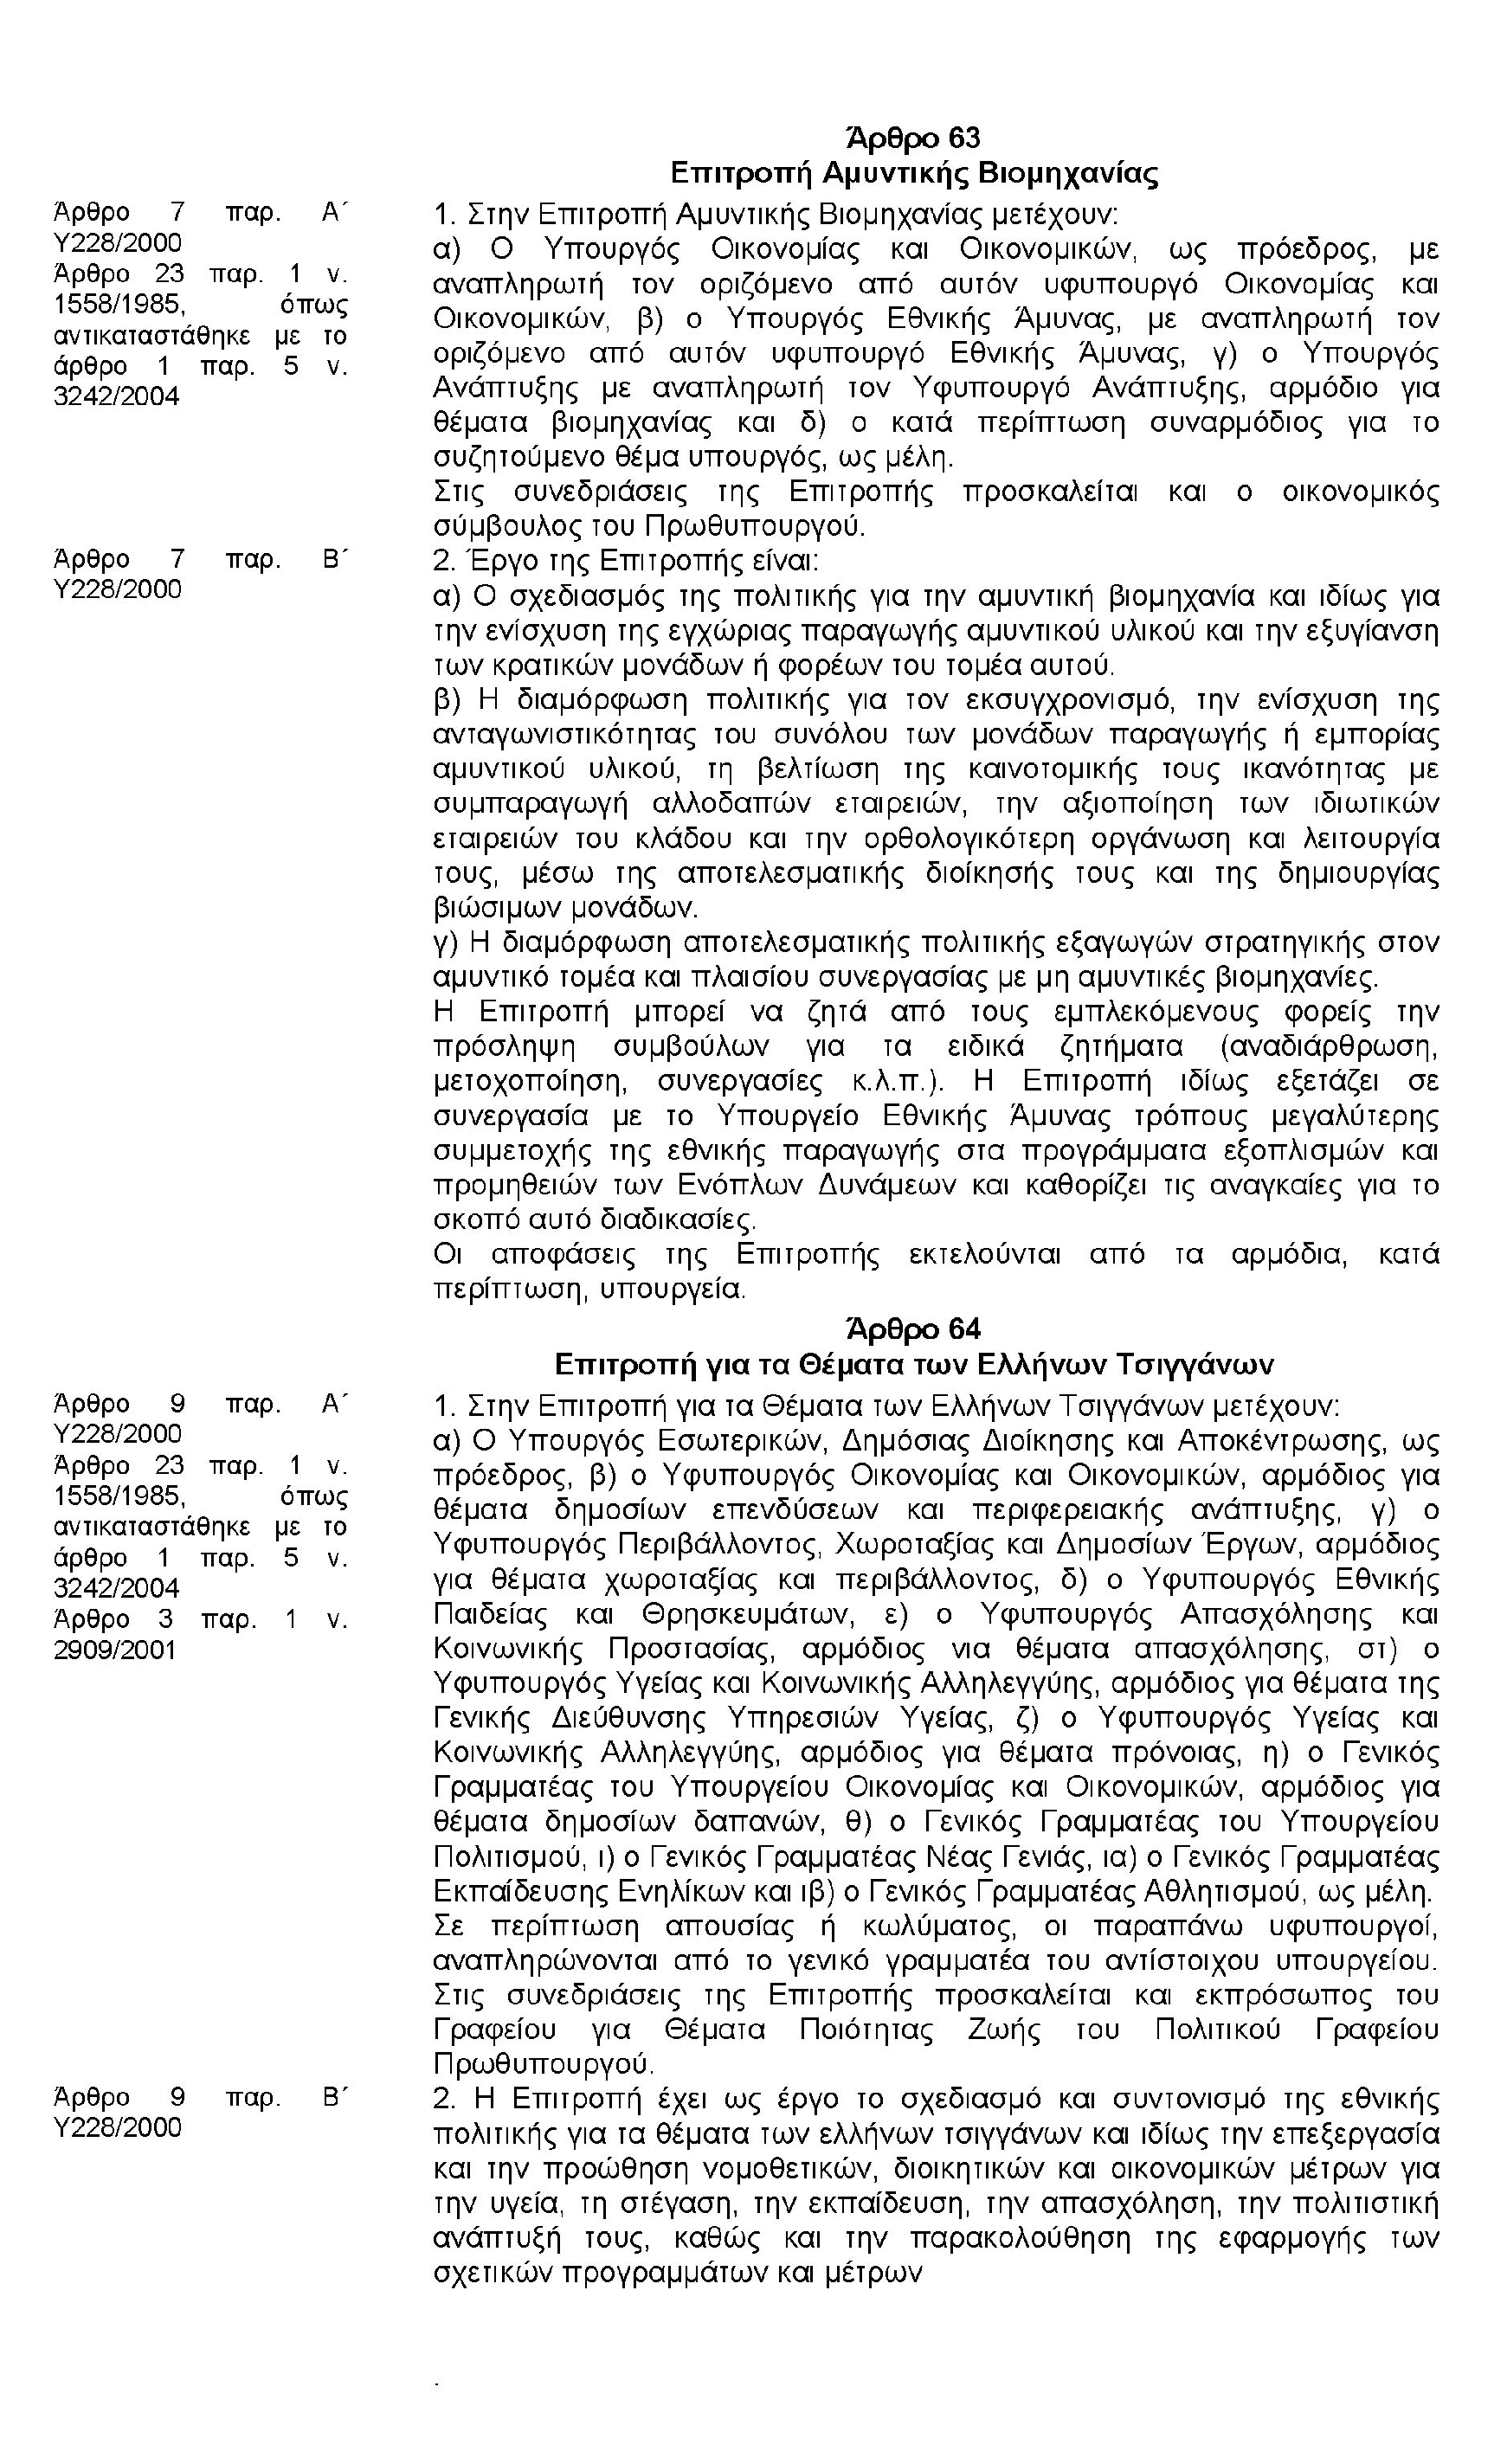 Άρθρο 63
Επιτροπή Αμυντικής Βιομηχανίας
Άρθρο 7 παρ. Α΄
Υ228/2000
Άρθρο 23 παρ. 1 ν.
1558/1985, όπως
αντικαταστάθηκε με το
άρθρο 1 παρ. 5 ν.
3242/2004
1. Στην Επιτροπή Αμυντικής Βιομηχανίας μετέχουν:
α) Ο Υπουργός Οικονομίας και Οικονομικών, ως πρόεδρος, με
αναπληρωτή τον οριζόμενο από αυτόν υφυπουργό Οικονομίας και
Οικονομικών, β) ο Υπουργός Εθνικής Άμυνας, με αναπληρωτή τον
οριζόμενο από αυτόν υφυπουργό Εθνικής Άμυνας, γ) ο Υπουργός
Ανάπτυξης με αναπληρωτή τον Υφυπουργό Ανάπτυξης, αρμόδιο για
θέματα βιομηχανίας και δ) ο κατά περίπτωση συναρμόδιος για το
συζητούμενο θέμα υπουργός, ως μέλη.
Στις συνεδριάσεις της Επιτροπής προσκαλείται και ο οικονομικός
σύμβουλος του Πρωθυπουργού.
Άρθρο 7 παρ. Β΄
Υ228/2000
2. Έργο της Επιτροπής είναι:
α) Ο σχεδιασμός της πολιτικής για την αμυντική βιομηχανία και ιδίως για
την ενίσχυση της εγχώριας παραγωγής αμυντικού υλικού και την εξυγίανση
των κρατικών μονάδων ή φορέων του τομέα αυτού.
β) Η διαμόρφωση πολιτικής για τον εκσυγχρονισμό, την ενίσχυση της
ανταγωνιστικότητας του συνόλου των μονάδων παραγωγής ή εμπορίας
αμυντικού υλικού, τη βελτίωση της καινοτομικής τους ικανότητας με
συμπαραγωγή αλλοδαπών εταιρειών, την αξιοποίηση των ιδιωτικών
εταιρειών του κλάδου και την ορθολογικότερη οργάνωση και λειτουργία
τους, μέσω της αποτελεσματικής διοίκησής τους και της δημιουργίας
βιώσιμων μονάδων.
γ) Η διαμόρφωση αποτελεσματικής πολιτικής εξαγωγών στρατηγικής στον
αμυντικό τομέα και πλαισίου συνεργασίας με μη αμυντικές βιομηχανίες.
Η Επιτροπή μπορεί να ζητά από τους εμπλεκόμενους φορείς την
πρόσληψη συμβούλων για τα ειδικά ζητήματα (αναδιάρθρωση,
μετοχοποίηση, συνεργασίες κ.λ.π.). Η Επιτροπή ιδίως εξετάζει σε
συνεργασία με το Υπουργείο Εθνικής Άμυνας τρόπους μεγαλύτερης
συμμετοχής της εθνικής παραγωγής στα προγράμματα εξοπλισμών και
προμηθειών των Ενόπλων Δυνάμεων και καθορίζει τις αναγκαίες για το
σκοπό αυτό διαδικασίες.
Οι αποφάσεις της Επιτροπής εκτελούνται από τα αρμόδια, κατά
περίπτωση, υπουργεία.
Άρθρο 64
Επιτροπή για τα Θέματα των Ελλήνων Τσιγγάνων
Άρθρο 9 παρ. Α΄
Υ228/2000
Άρθρο 23 παρ. 1 ν.
1558/1985, όπως
αντικαταστάθηκε με το
άρθρο 1 παρ. 5 ν.
3242/2004
Άρθρο 3 παρ. 1 ν.
2909/2001
1. Στην Επιτροπή για τα Θέματα των Ελλήνων Τσιγγάνων μετέχουν:
α) Ο Υπουργός Εσωτερικών, Δημόσιας Διοίκησης και Αποκέντρωσης, ως
πρόεδρος, β) ο Υφυπουργός Οικονομίας και Οικονομικών, αρμόδιος για
θέματα δημοσίων επενδύσεων και περιφερειακής ανάπτυξης, γ) ο
Υφυπουργός Περιβάλλοντος, Χωροταξίας και Δημοσίων Έργων, αρμόδιος
για θέματα χωροταξίας και περιβάλλοντος, δ) ο Υφυπουργός Εθνικής
Παιδείας και Θρησκευμάτων, ε) ο Υφυπουργός Απασχόλησης και
Κοινωνικής Προστασίας, αρμόδιος νια θέματα απασχόλησης, στ) ο
Υφυπουργός Υγείας και Κοινωνικής Αλληλεγγύης, αρμόδιος για θέματα της
Γενικής Διεύθυνσης Υπηρεσιών Υγείας, ζ) ο Υφυπουργός Υγείας και
Κοινωνικής Αλληλεγγύης, αρμόδιος για θέματα πρόνοιας, η) ο Γενικός
Γραμματέας του Υπουργείου Οικονομίας και Οικονομικών, αρμόδιος για
θέματα δημοσίων δαπανών, θ) ο Γενικός Γραμματέας του Υπουργείου
Πολιτισμού, ι) ο Γενικός Γραμματέας Νέας Γενιάς, ια) ο Γενικός Γραμματέας
Εκπαίδευσης Ενηλίκων και ιβ) ο Γενικός Γραμματέας Αθλητισμού, ως μέλη.
Σε περίπτωση απουσίας ή κωλύματος, οι παραπάνω υφυπουργοί,
αναπληρώνονται από το γενικό γραμματέα του αντίστοιχου υπουργείου.
Στις συνεδριάσεις της Επιτροπής προσκαλείται και εκπρόσωπος του
Γραφείου για Θέματα Ποιότητας Ζωής του Πολιτικού Γραφείου
Πρωθυπουργού.
Άρθρο 9 παρ. Β΄
Υ228/2000
2. Η Επιτροπή έχει ως έργο το σχεδιασμό και συντονισμό της εθνικής
πολιτικής για τα θέματα των ελλήνων τσιγγάνων και ιδίως την επεξεργασία
και την προώθηση νομοθετικών, διοικητικών και οικονομικών μέτρων για
την υγεία, τη στέγαση, την εκπαίδευση, την απασχόληση, την πολιτιστική
ανάπτυξή τους, καθώς και την παρακολούθηση της εφαρμογής των
σχετικών προγραμμάτων και μέτρων
.